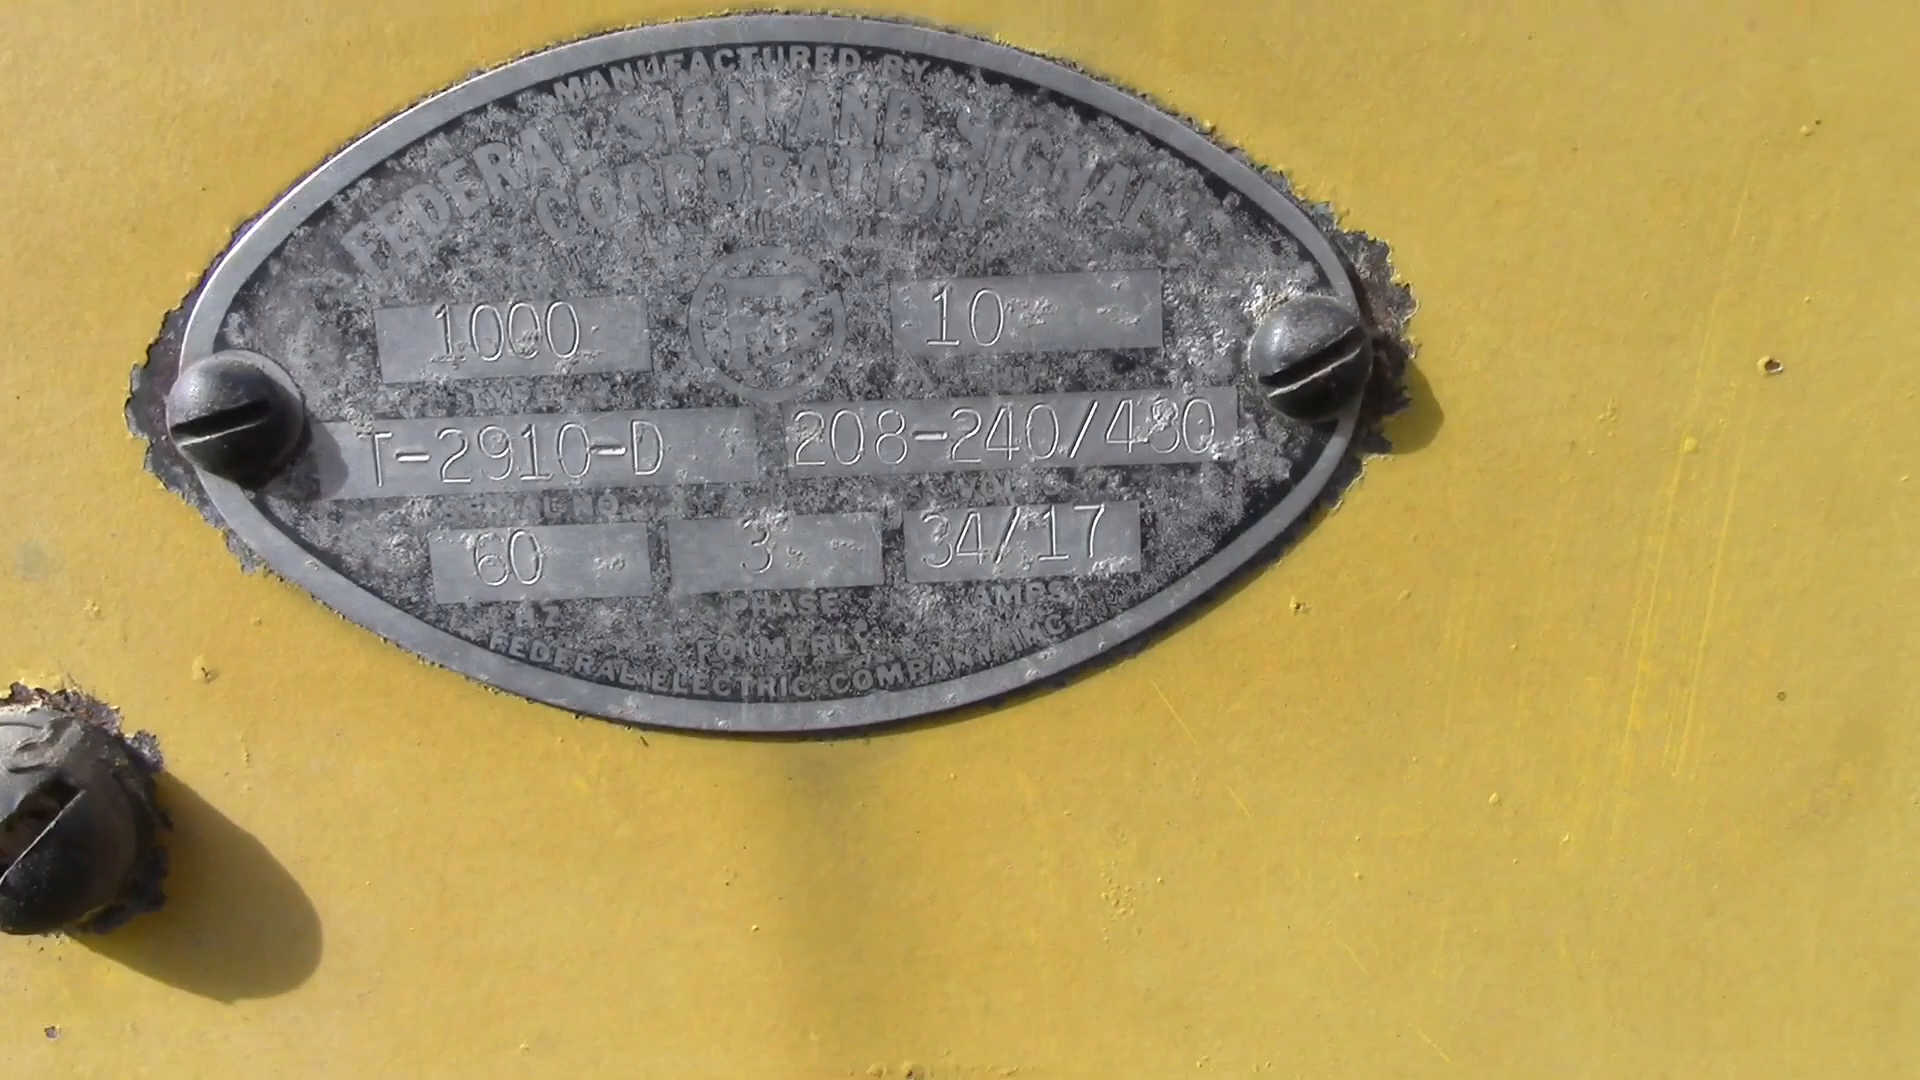 MANUFACTURED BY
FEDERAL SIGN AND SIGNAL
CORPORATION
1000 10
TYPE
T-2910-D 208-240/480
SERIAL NO. VOLTS
60 3 34/17
HZ PHASE AMPS
FORMERLY
FEDERAL ELECTRIC COMPANY, INC.